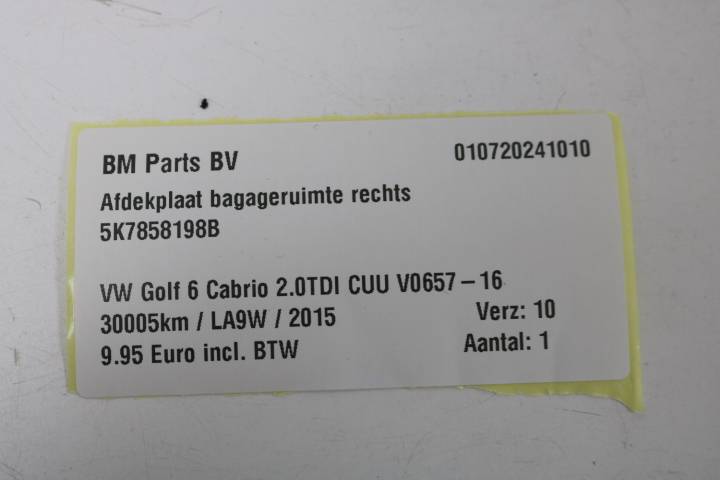 BM Parts BV 010720241010
Afdekplaat bagageruimte rechts
5K7858198B
VW Golf 6 Cabrio 2.0TDI CUU V0657-16
30005km / LA9W / 2015 Verz: 10
9.95 Euro incl. BTW Aantal: 1